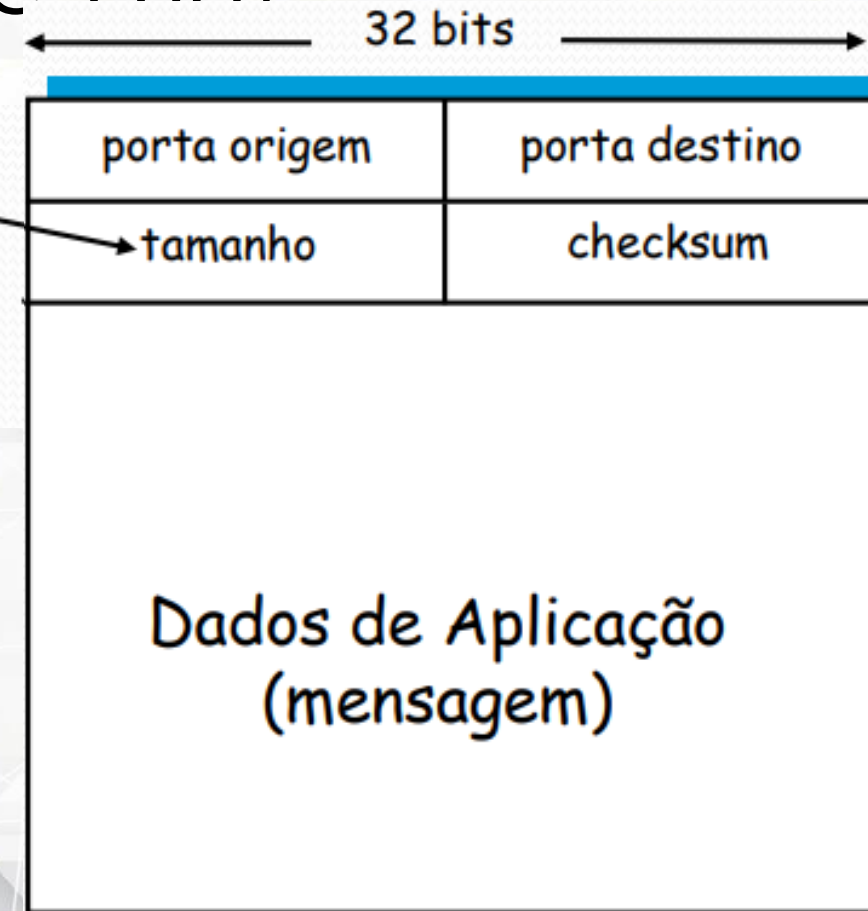 32 bits
porta origem porta destino
tamanho checksum
Dados de Aplicação
(mensagem)